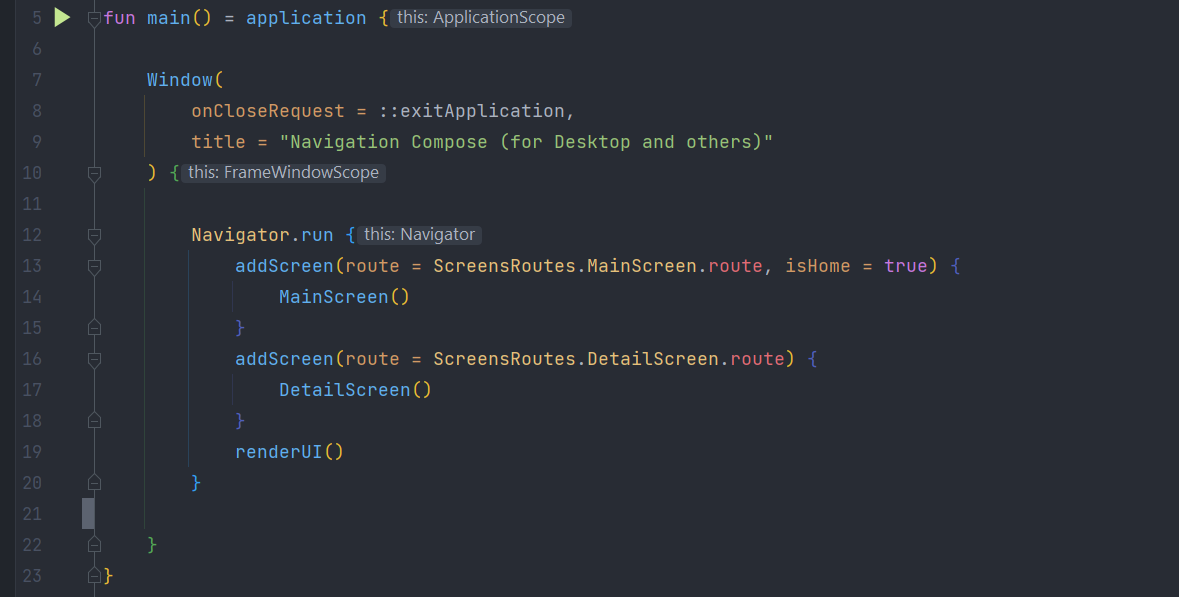 5 fun main() = application { this: ApplicationScope
6
7 Window(
8 onCloseRequest = ::exitApplication,
9 title = "Navigation Compose (for Desktop and others)"
10 ) { this: FrameWindowScope
11
12 Navigator.run { this: Navigator
13 addScreen(route = ScreensRoutes.MainScreen.route, isHome = true) {
14 MainScreen()
15 }
16 addScreen(route = ScreensRoutes.DetailScreen.route) {
17 DetailScreen()
18 }
19 renderUI()
20 }
21
22 }
23 }